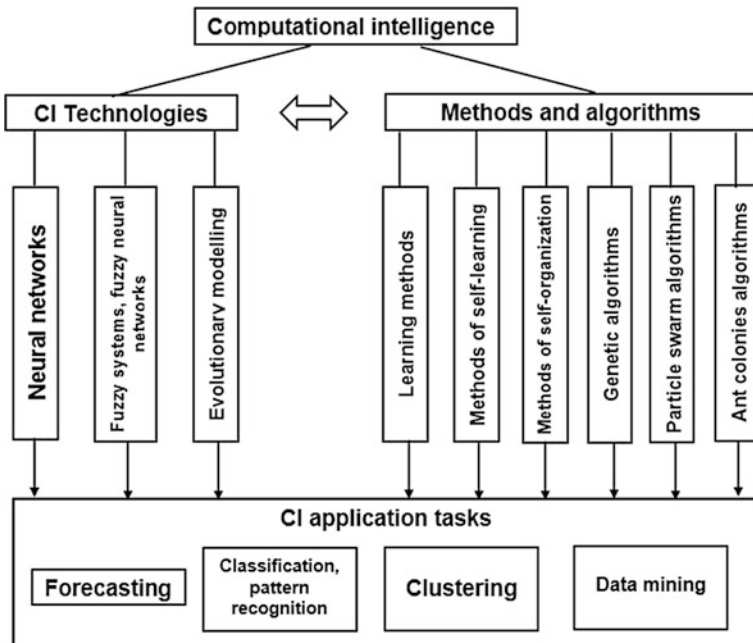 Computational intelligence
CI Technologies
Methods and algorithms
Neural networks
Fuzzy systems, fuzzy neural
networks
Evolutionary modelling
Learning methods
Methods of self-learning
Methods of self-organization
Genetic algorithms
Particle swarm algorithms
Ant colonies algorithms
CI application tasks
Forecasting
Classification,
pattern
recognition
Clustering
Data mining